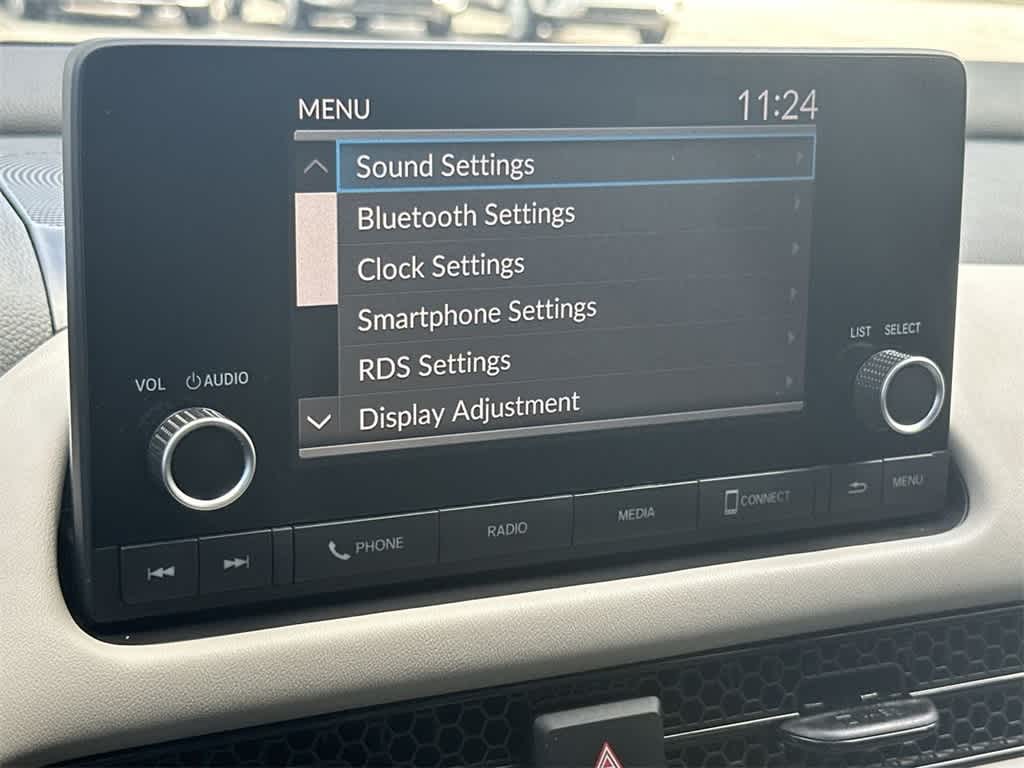 MENU 11:24
Sound Settings
Bluetooth Settings
Clock Settings
Smartphone Settings
RDS Settings
Display Adjustment
VOL AUDIO
LIST SELECT
PHONE RADIO MEDIA CONNECT MENU